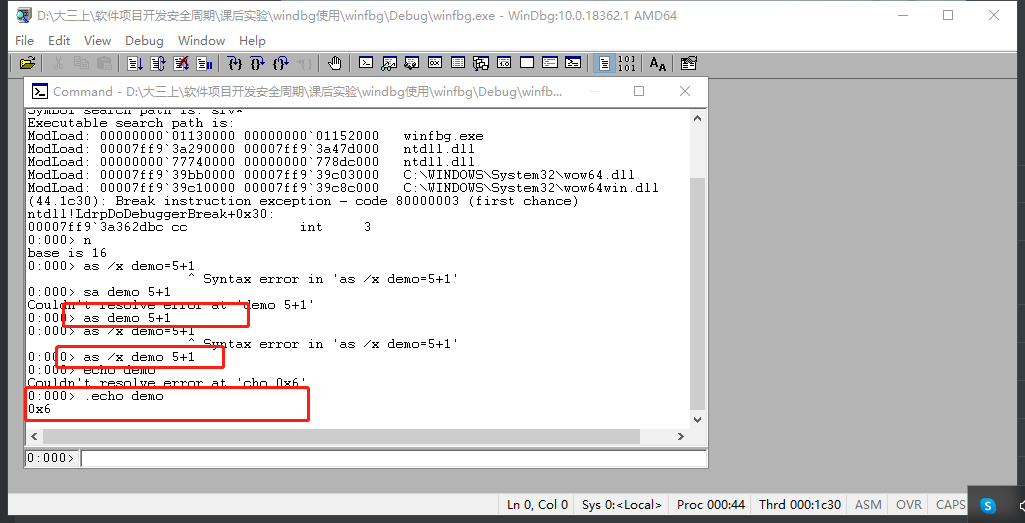 D:\大三上\软件项目开发安全周期\课后实验\windbg使用\winfbg\Debug\winfbg.exe - WinDbg:10.0.18362.1 AMD64
File Edit View Debug Window Help
Command - D:\大三上\软件项目开发安全周期\课后实验\windbg使用\winfbg\Debug\winfb...
Symbol search path is: srv*
Executable search path is:
ModLoad: 00000000`01130000 00000000`01152000 winfbg.exe
ModLoad: 00007ff9`3a290000 00007ff9`3a47d000 ntdll.dll
ModLoad: 00000000`77740000 00000000`778dc000 ntdll.dll
ModLoad: 00007ff9`39bb0000 00007ff9`39c03000 C:\WINDOWS\System32\wow64.dll
ModLoad: 00007ff9`39c10000 00007ff9`39c8c000 C:\WINDOWS\System32\wow64win.dll
(44.1c30): Break instruction exception - code 80000003 (first chance)
ntdll!LdrpDoDebuggerBreak+0x30:
00007ff9`3a362dbc cc int 3
0:000> n
base is 16
0:000> as /x demo=5+1
^ Syntax error in 'as /x demo=5+1'
0:000> sa demo 5+1
Couldn't resolve error at 'demo 5+1'
0:000> as demo 5+1
0:000> as /x demo=5+1
^ Syntax error in 'as /x demo=5+1'
0:000> as /x demo 5+1
0:000> echo demo
Couldn't resolve error at 'cho 0x6'
0:000> .echo demo
0x6
0:000>
Ln 0, Col 0 Sys 0:<Local> Proc 000:44 Thrd 000:1c30 ASM OVR CAPS